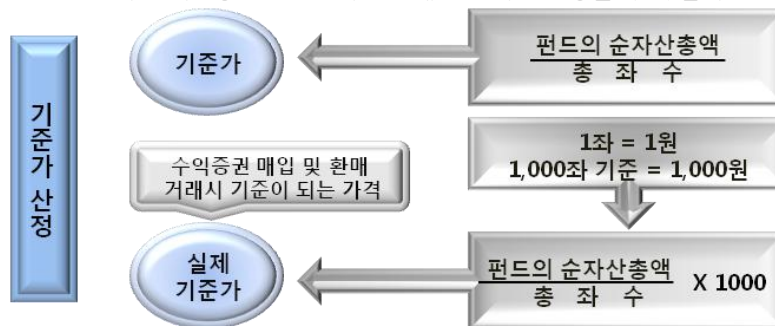 기준가 산정
기준가
펀드의 순자산총액
총 좌 수
수익증권 매입 및 환매
거래시 기준이 되는 가격
1좌 = 1원
1,000좌 기준 = 1,000원
실제
기준가
펀드의 순자산총액
총 좌 수
X 1000